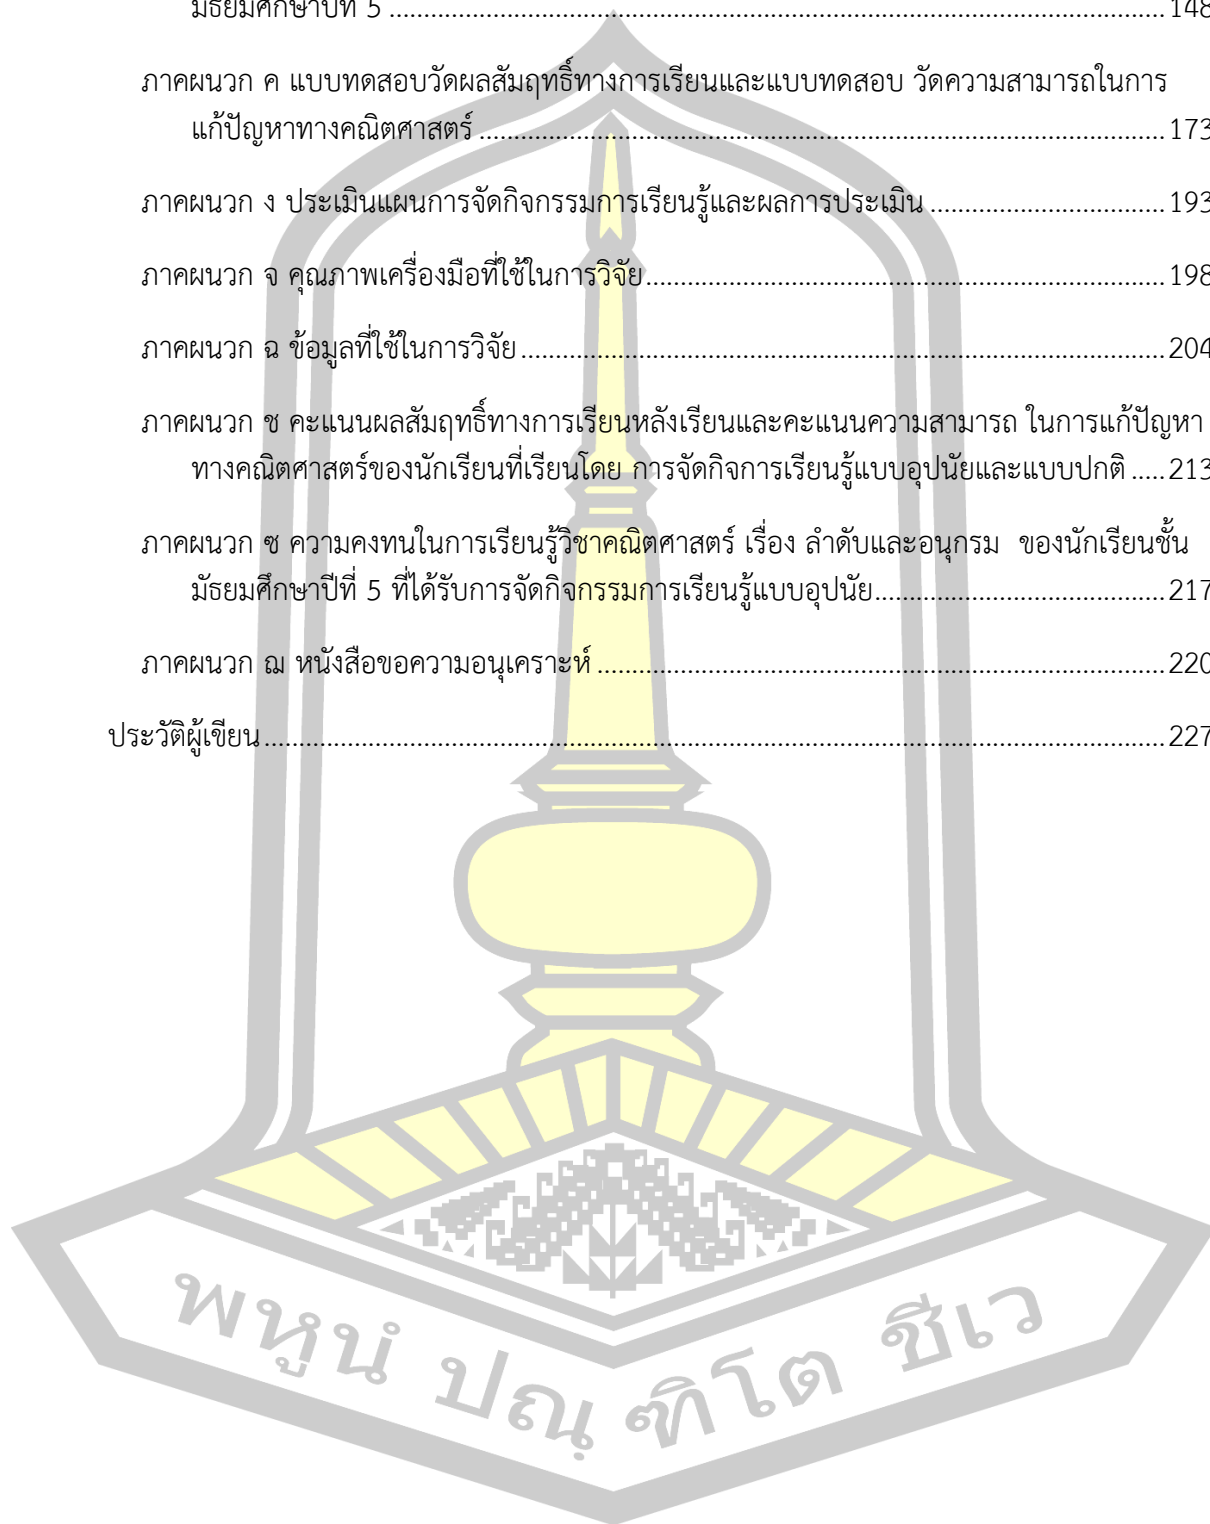 มัธยมศึกษาปีที่ 5 ........ 148
ภาคผนวก ค แบบทดสอบวัดผลสัมฤทธิ์ทางการเรียนและแบบทดสอบ วัดความสามารถในการ
แก้ปัญหาทางคณิตศาสตร์ ........ 173
ภาคผนวก ง ประเมินแผนการจัดกิจกรรมการเรียนรู้และผลการประเมิน ........ 193
ภาคผนวก จ คุณภาพเครื่องมือที่ใช้ในการวิจัย ........ 198
ภาคผนวก ฉ ข้อมูลที่ใช้ในการวิจัย ........ 204
ภาคผนวก ช คะแนนผลสัมฤทธิ์ทางการเรียนหลังเรียนและคะแนนความสามารถ ในการแก้ปัญหา
ทางคณิตศาสตร์ของนักเรียนที่เรียนโดย การจัดกิจการเรียนรู้แบบอุปนัยและแบบปกติ ..... 213
ภาคผนวก ซ ความคงทนในการเรียนรู้วิชาคณิตศาสตร์ เรื่อง ลำดับและอนุกรม ของนักเรียนชั้น
มัธยมศึกษาปีที่ 5 ที่ได้รับการจัดกิจกรรมการเรียนรู้แบบอุปนัย ........ 217
ภาคผนวก ฌ หนังสือขอความอนุเคราะห์ ........ 220
ประวัติผู้เขียน ........ 227
พหูนํ ปณฺฑิโต ชีเว